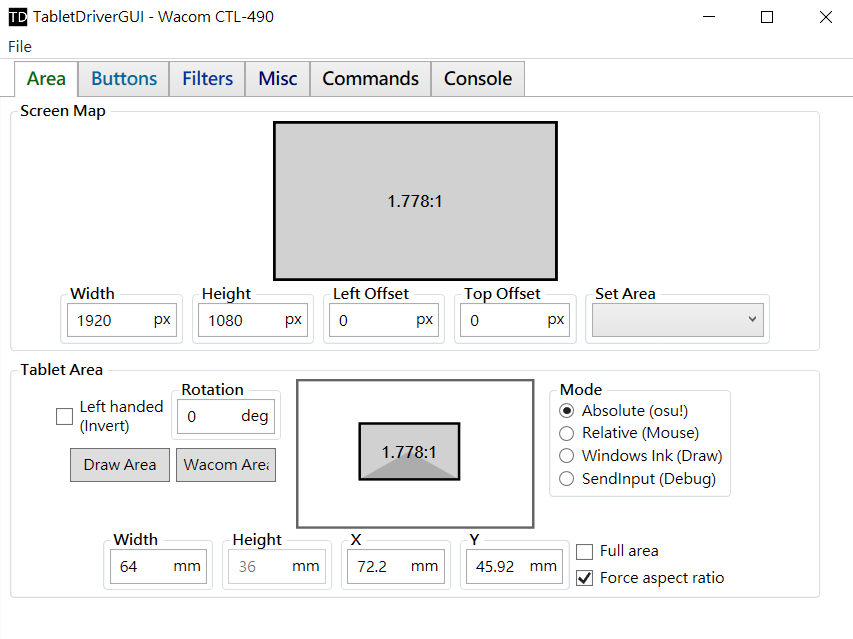 TD TabletDriverGUI - Wacom CTL-490
File
Area Buttons Filters Misc Commands Console
Screen Map
1.778:1
Width Height Left Offset Top Offset Set Area
1920 px 1080 px 0 px 0 px
Tablet Area
Left handed
(Invert)
Rotation
0 deg
Draw Area Wacom Area
1.778:1
Mode
Absolute (osu!)
Relative (Mouse)
Windows Ink (Draw)
SendInput (Debug)
Width Height X Y
64 mm 36 mm 72.2 mm 45.92 mm
Full area
Force aspect ratio